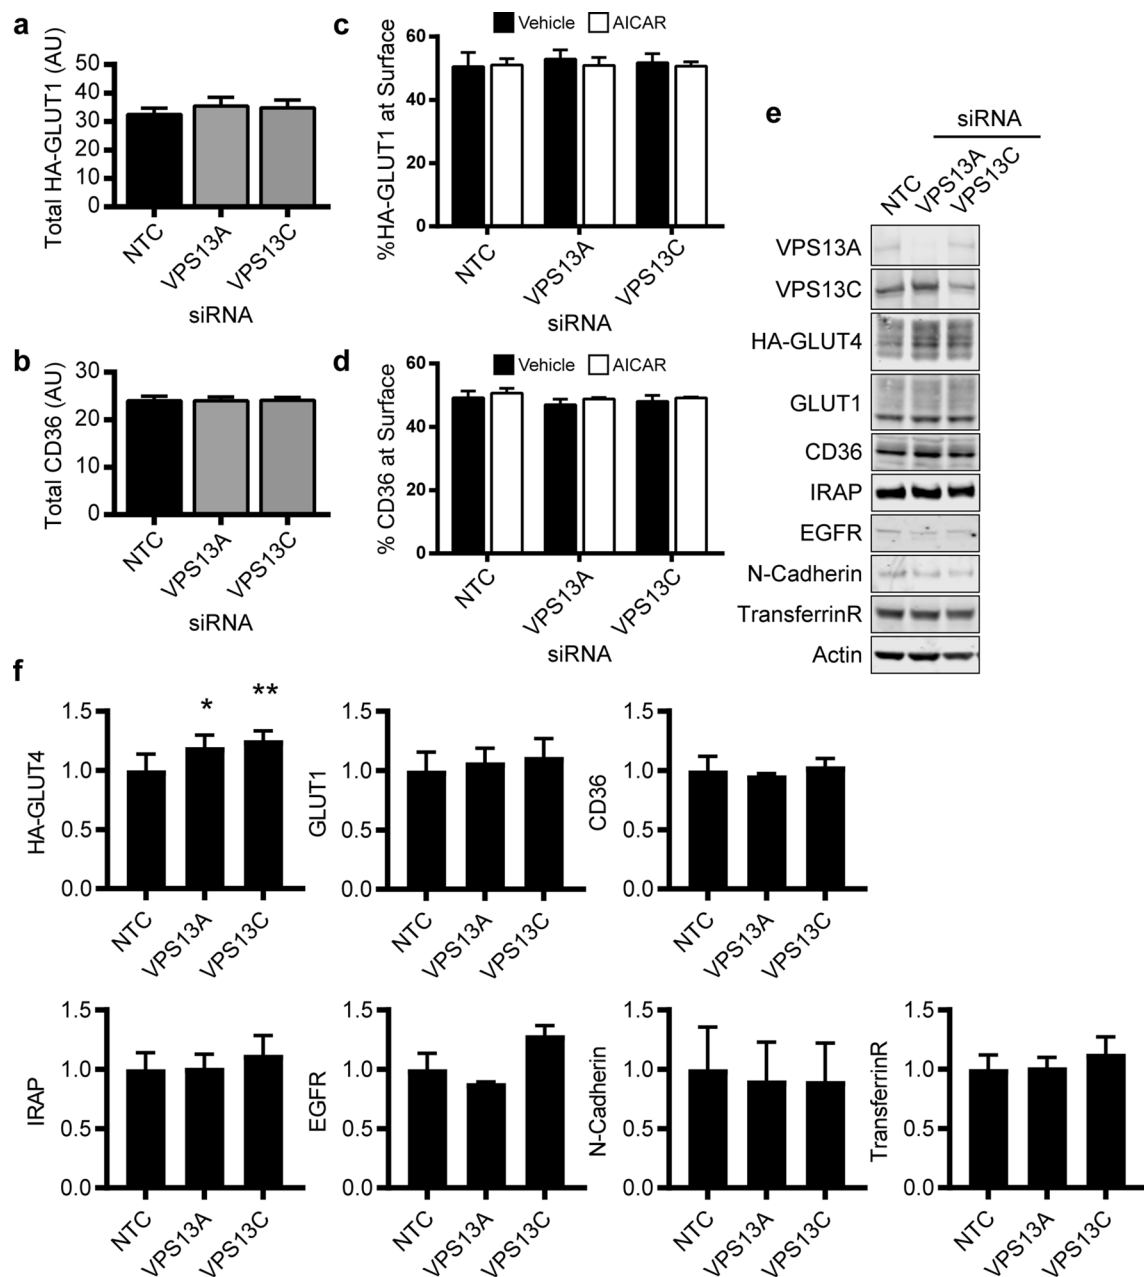 a
Total HA-GLUT1 (AU)
50
40
30
20
10
0
NTC
VPS13A
VPS13C
siRNA
b
Total CD36 (AU)
30
20
10
0
NTC
VPS13A
VPS13C
siRNA
c
Vehicle AICAR
%HA-GLUT1 at Surface
60
40
20
0
NTC
VPS13A
VPS13C
siRNA
d
Vehicle AICAR
% CD36 at Surface
60
40
20
0
NTC
VPS13A
VPS13C
siRNA
e
siRNA
NTC
VPS13A
VPS13C
VPS13A
VPS13C
HA-GLUT4
GLUT1
CD36
IRAP
EGFR
N-Cadherin
TransferrinR
Actin
f
HA-GLUT4
1.5
1.0
0.5
0.0
*
**
NTC
VPS13A
VPS13C
GLUT1
1.5
1.0
0.5
0.0
NTC
VPS13A
VPS13C
CD36
1.5
1.0
0.5
0.0
NTC
VPS13A
VPS13C
IRAP
1.5
1.0
0.5
0.0
NTC
VPS13A
VPS13C
EGFR
1.5
1.0
0.5
0.0
NTC
VPS13A
VPS13C
N-Cadherin
1.5
1.0
0.5
0.0
NTC
VPS13A
VPS13C
TransferrinR
1.5
1.0
0.5
0.0
NTC
VPS13A
VPS13C